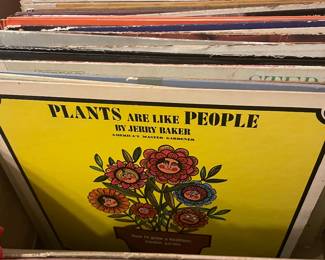 PLANTS ARE LIKE PEOPLE
BY JERRY BAKER
AMERICA'S MASTER GARDENER